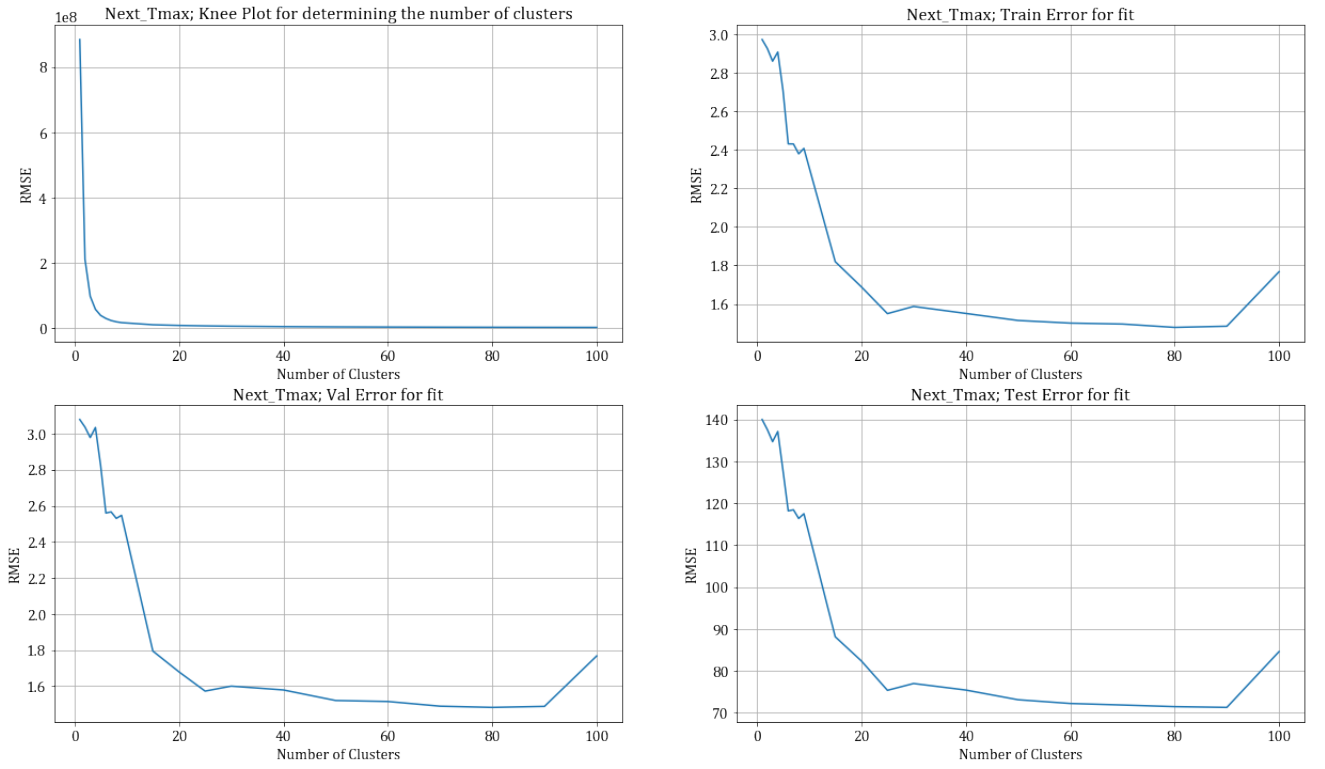 Next_Tmax; Knee Plot for determining the number of clusters
1e8
8
6
4
2
0
RMSE
0 20 40 60 80 100
Number of Clusters
Next_Tmax; Train Error for fit
3.0
2.8
2.6
2.4
2.2
2.0
1.8
1.6
RMSE
0 20 40 60 80 100
Number of Clusters
Next_Tmax; Val Error for fit
3.0
2.8
2.6
2.4
2.2
2.0
1.8
1.6
RMSE
0 20 40 60 80 100
Number of Clusters
Next_Tmax; Test Error for fit
140
130
120
110
100
90
80
70
RMSE
0 20 40 60 80 100
Number of Clusters